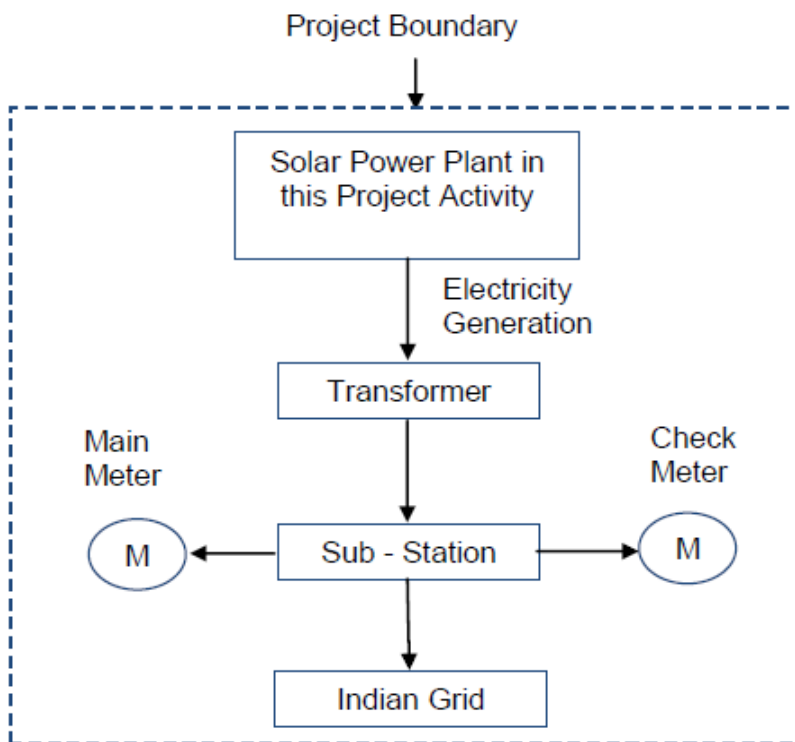 Project Boundary
Solar Power Plant in
this Project Activity
Electricity
Generation
Transformer
Main
Meter
Check
Meter
M
Sub - Station
M
Indian Grid